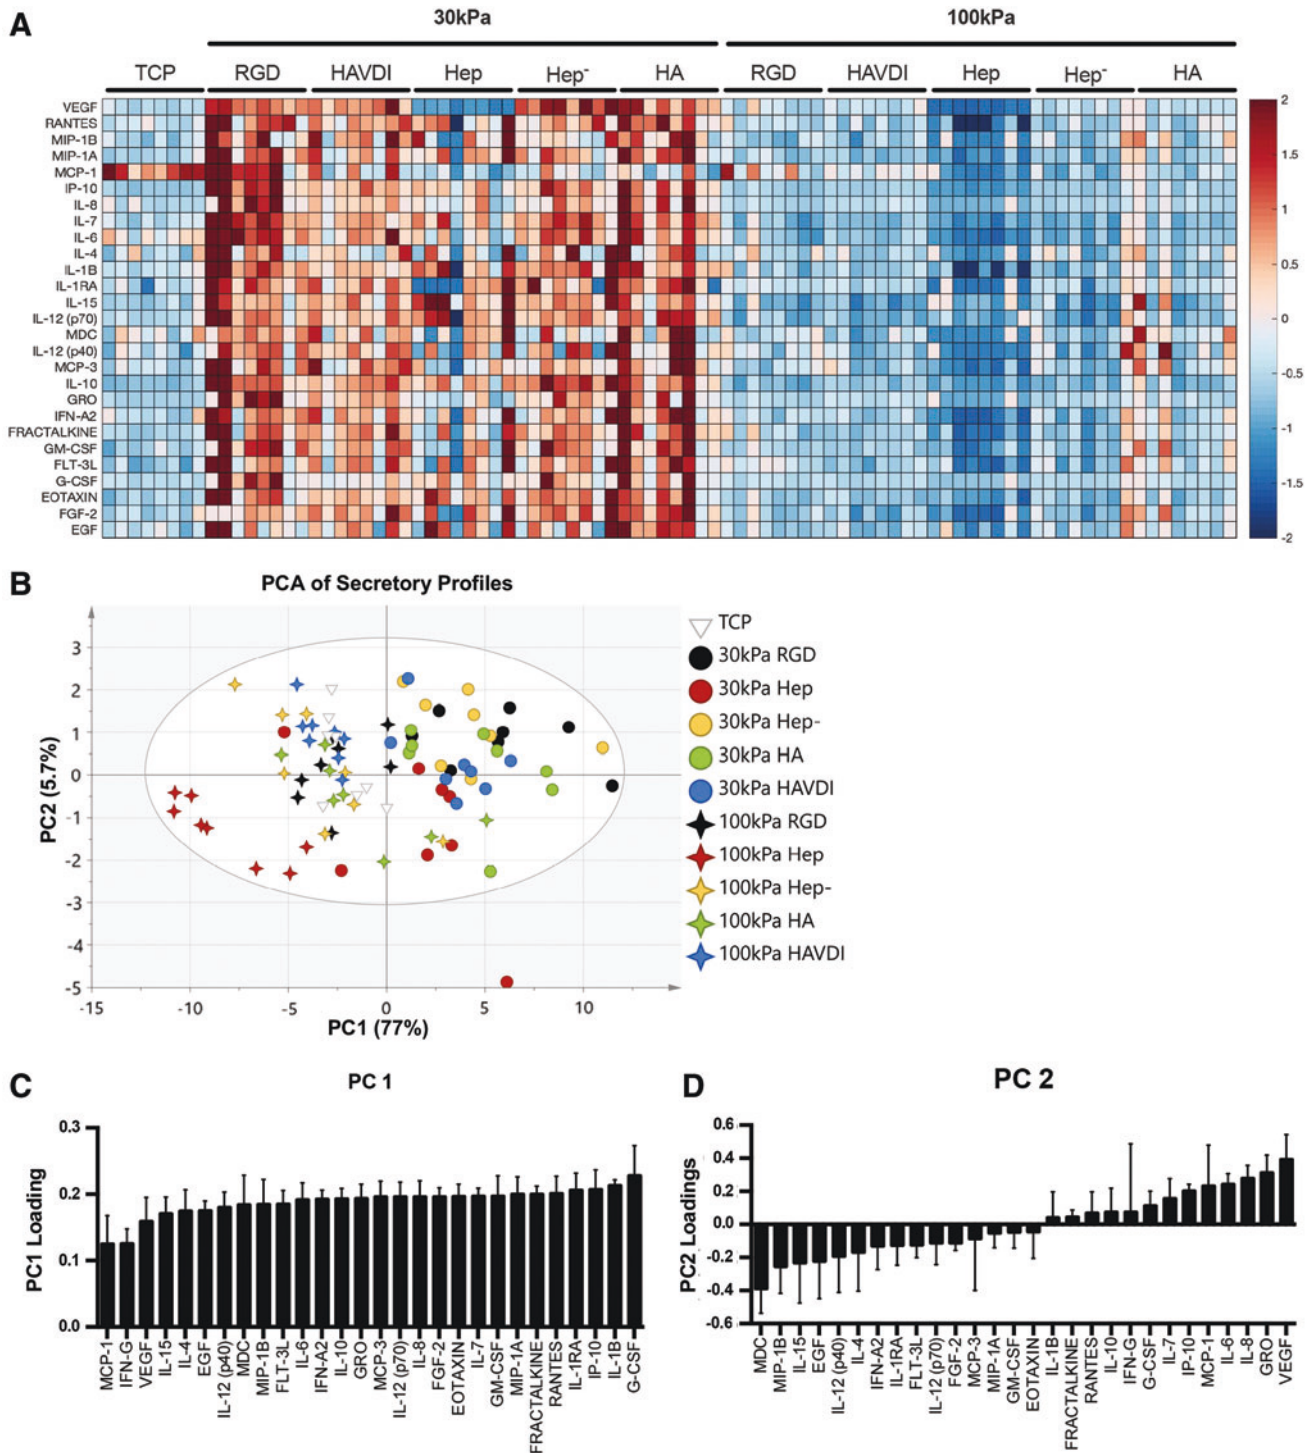 A
30kPa 100kPa
TCP RGD HAVDI Hep Hep⁻ HA RGD HAVDI Hep Hep⁻ HA
VEGF
RANTES
MIP-1B
MIP-1A
MCP-1
IP-10
IL-8
IL-7
IL-6
IL-4
IL-1B
IL-1RA
IL-15
IL-12 (p70)
MDC
IL-12 (p40)
MCP-3
IL-10
GRO
IFN-A2
FRACTALKINE
GM-CSF
FLT-3L
G-CSF
EOTAXIN
FGF-2
EGF
2
1.5
1
0.5
0
-0.5
-1
-1.5
-2
B
PCA of Secretory Profiles
PC2 (5.7%)
3
2
1
0
-1
-2
-3
-4
-5
-15 -10 -5 0 5 10
PC1 (77%)
TCP
30kPa RGD
30kPa Hep
30kPa Hep-
30kPa HA
30kPa HAVDI
100kPa RGD
100kPa Hep
100kPa Hep-
100kPa HA
100kPa HAVDI
C
PC 1
PC1 Loading
0.3
0.2
0.1
0.0
MCP-1
IFN-G
VEGF
IL-15
IL-4
EGF
IL-12 (p40)
MDC
MIP-1B
FLT-3L
IL-6
IFN-A2
IL-10
GRO
MCP-3
IL-12 (p70)
IL-8
FGF-2
EOTAXIN
IL-7
GM-CSF
MIP-1A
FRACTALKINE
RANTES
IL-1RA
IP-10
IL-1B
G-CSF
D
PC 2
PC2 Loadings
0.6
0.4
0.2
0.0
-0.2
-0.4
-0.6
MDC
MIP-1B
IL-15
EGF
IL-12 (p40)
IL-4
IFN-A2
IL-1RA
FLT-3L
IL-12 (p70)
FGF-2
MCP-3
MIP-1A
GM-CSF
EOTAXIN
IL-1B
FRACTALKINE
RANTES
IL-10
IFN-G
G-CSF
IL-7
IP-10
MCP-1
IL-6
IL-8
GRO
VEGF